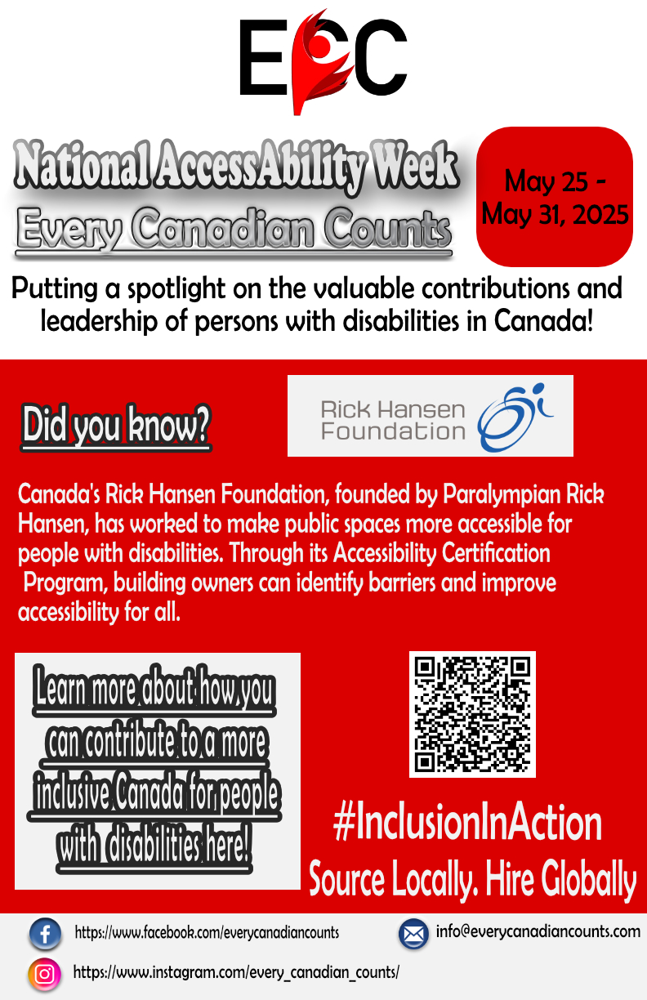 ECC
National AccessAbility Week
Every Canadian Counts
May 25 -
May 31, 2025
Putting a spotlight on the valuable contributions and
leadership of persons with disabilities in Canada!
Did you know?
Rick Hansen
Foundation
Canada's Rick Hansen Foundation, founded by Paralympian Rick
Hansen, has worked to make public spaces more accessible for
people with disabilities. Through its Accessibility Certification
Program, building owners can identify barriers and improve
accessibility for all.
Learn more about how you
can contribute to a more
inclusive Canada for people
with disabilities here!
#InclusionInAction
Source Locally. Hire Globally
https://www.facebook.com/everycanadiancounts
info@everycanadiancounts.com
https://www.instagram.com/every_canadian_counts/